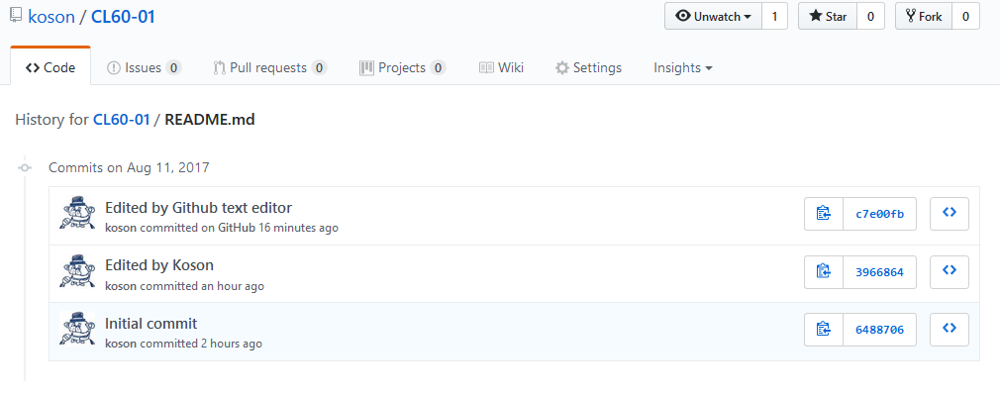 koson / CL60-01
Unwatch 1 Star 0 Fork 0
Code Issues 0 Pull requests 0 Projects 0 Wiki Settings Insights
History for CL60-01 / README.md
Commits on Aug 11, 2017
Edited by Github text editor
koson committed on GitHub 16 minutes ago
c7e00fb
Edited by Koson
koson committed an hour ago
3966864
Initial commit
koson committed 2 hours ago
6488706